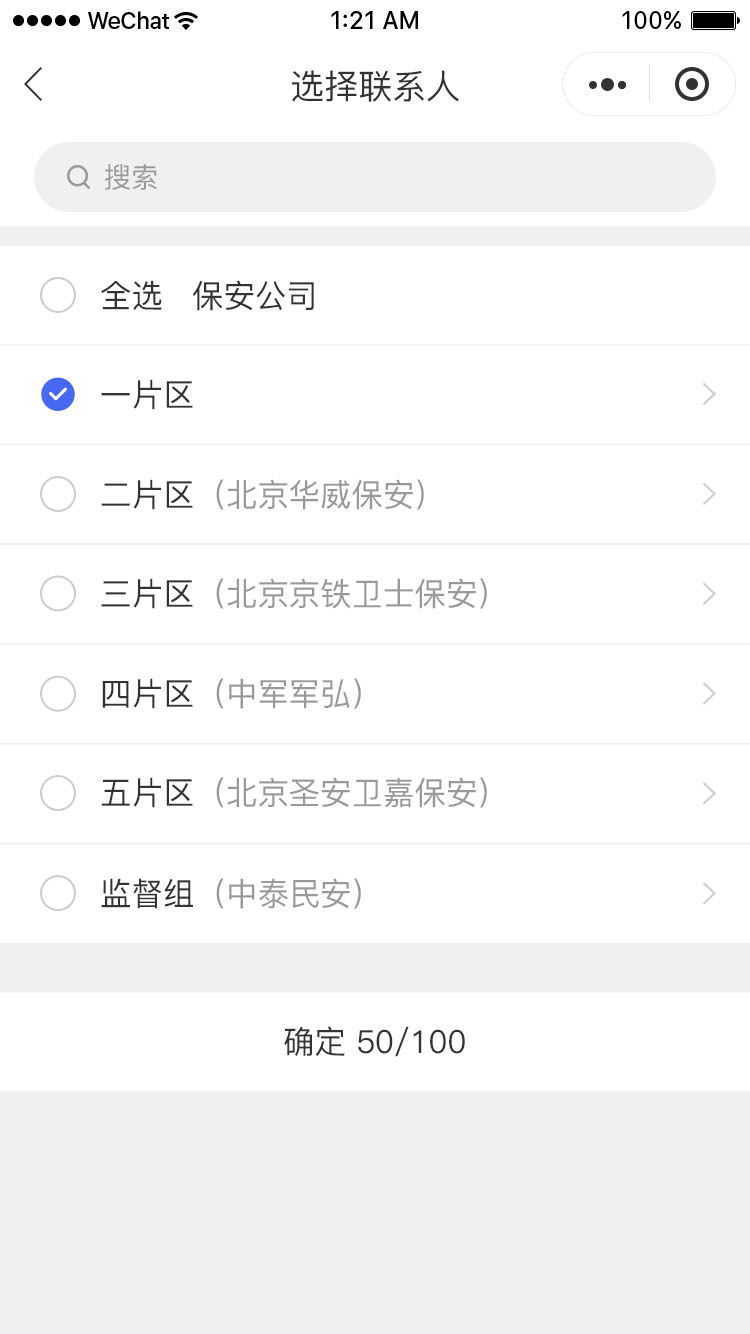 WeChat 1:21 AM 100%
选择联系人
搜索
全选 保安公司
一片区
二片区（北京华威保安）
三片区（北京京铁卫士保安）
四片区（中军军弘）
五片区（北京圣安卫嘉保安）
监督组（中泰民安）
确定 50/100